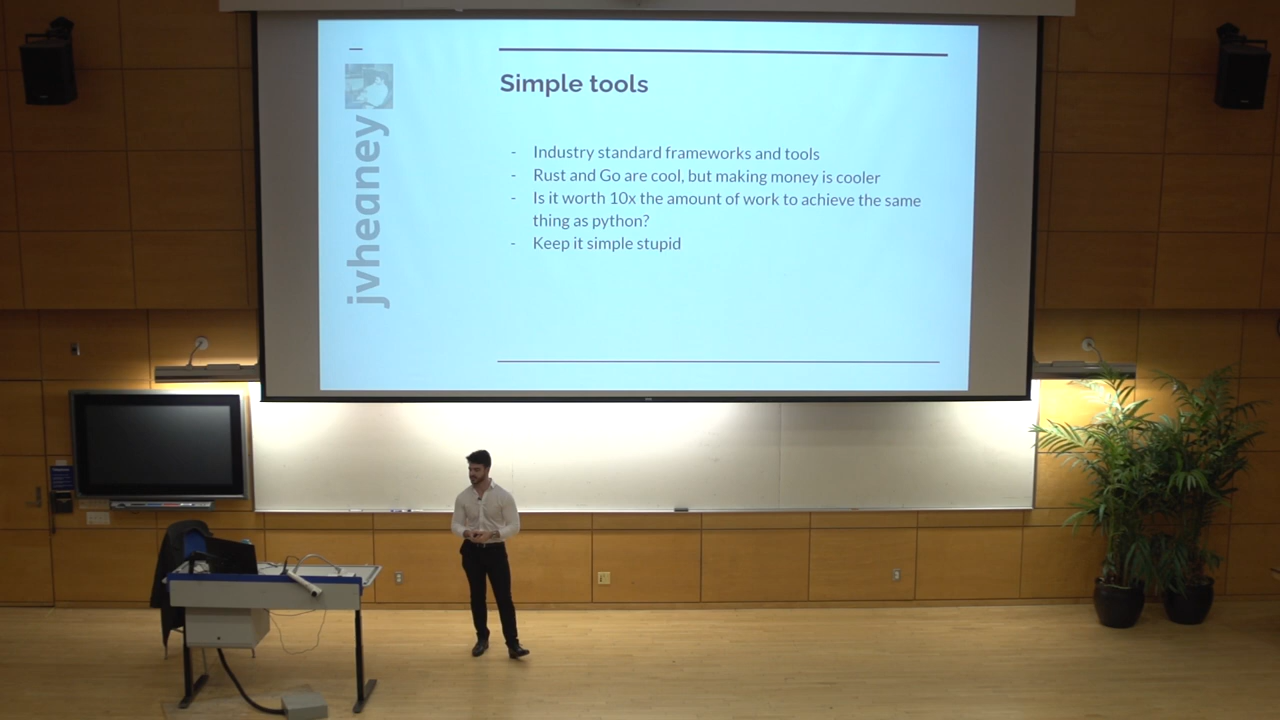 jvheaney
Simple tools
- Industry standard frameworks and tools
- Rust and Go are cool, but making money is cooler
- Is it worth 10x the amount of work to achieve the same
thing as python?
- Keep it simple stupid